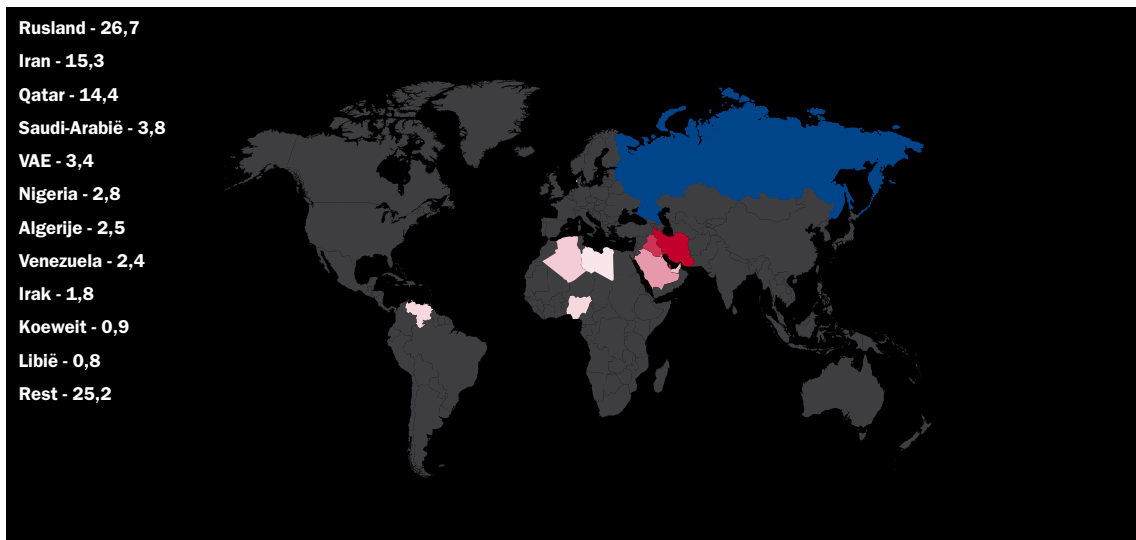 Rusland - 26,7
Iran - 15,3
Qatar - 14,4
Saudi-Arabië - 3,8
VAE - 3,4
Nigeria - 2,8
Algerije - 2,5
Venezuela - 2,4
Irak - 1,8
Koeweit - 0,9
Libië - 0,8
Rest - 25,2